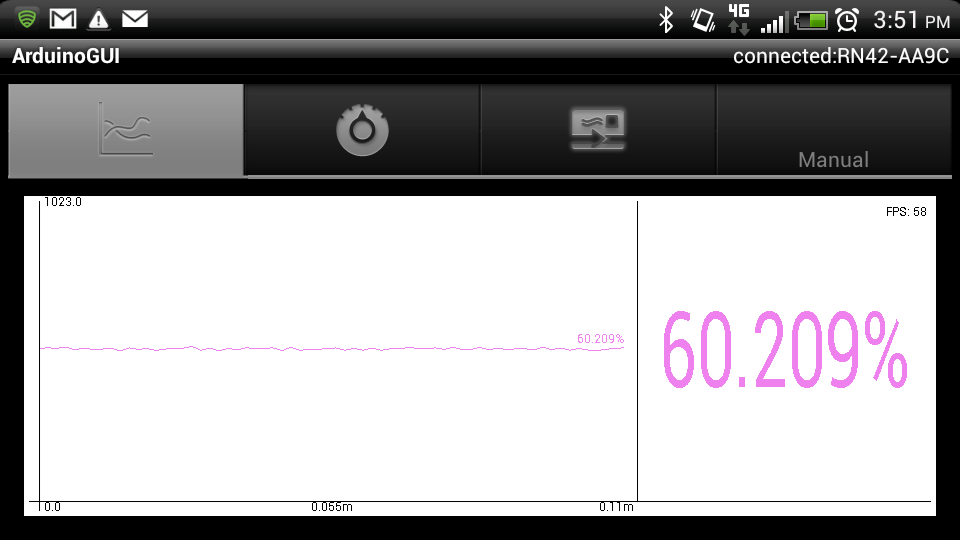 4G
3:51 PM
ArduinoGUI
connected:RN42-AA9C
Manual
1023.0
FPS: 58
60.209%
60.209%
0.0
0.055m
0.11m